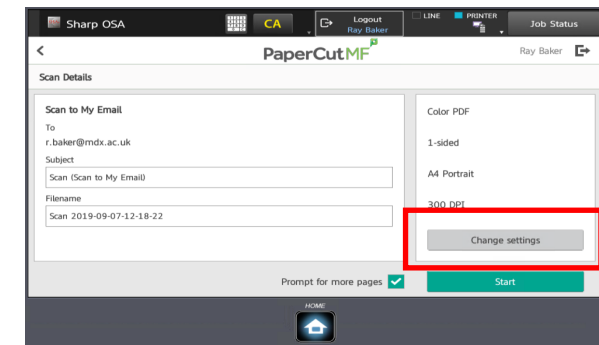 Sharp OSA
CA
Logout
Ray Baker
LINE
PRINTER
Job Status
<
PaperCutMF
P
Ray Baker
Scan Details
Scan to My Email
To
r.baker@mdx.ac.uk
Subject
Scan (Scan to My Email)
Filename
Scan 2019-09-07-12-18-22
Color PDF
1-sided
A4 Portrait
300 DPI
Change settings
Prompt for more pages
Start
HOME